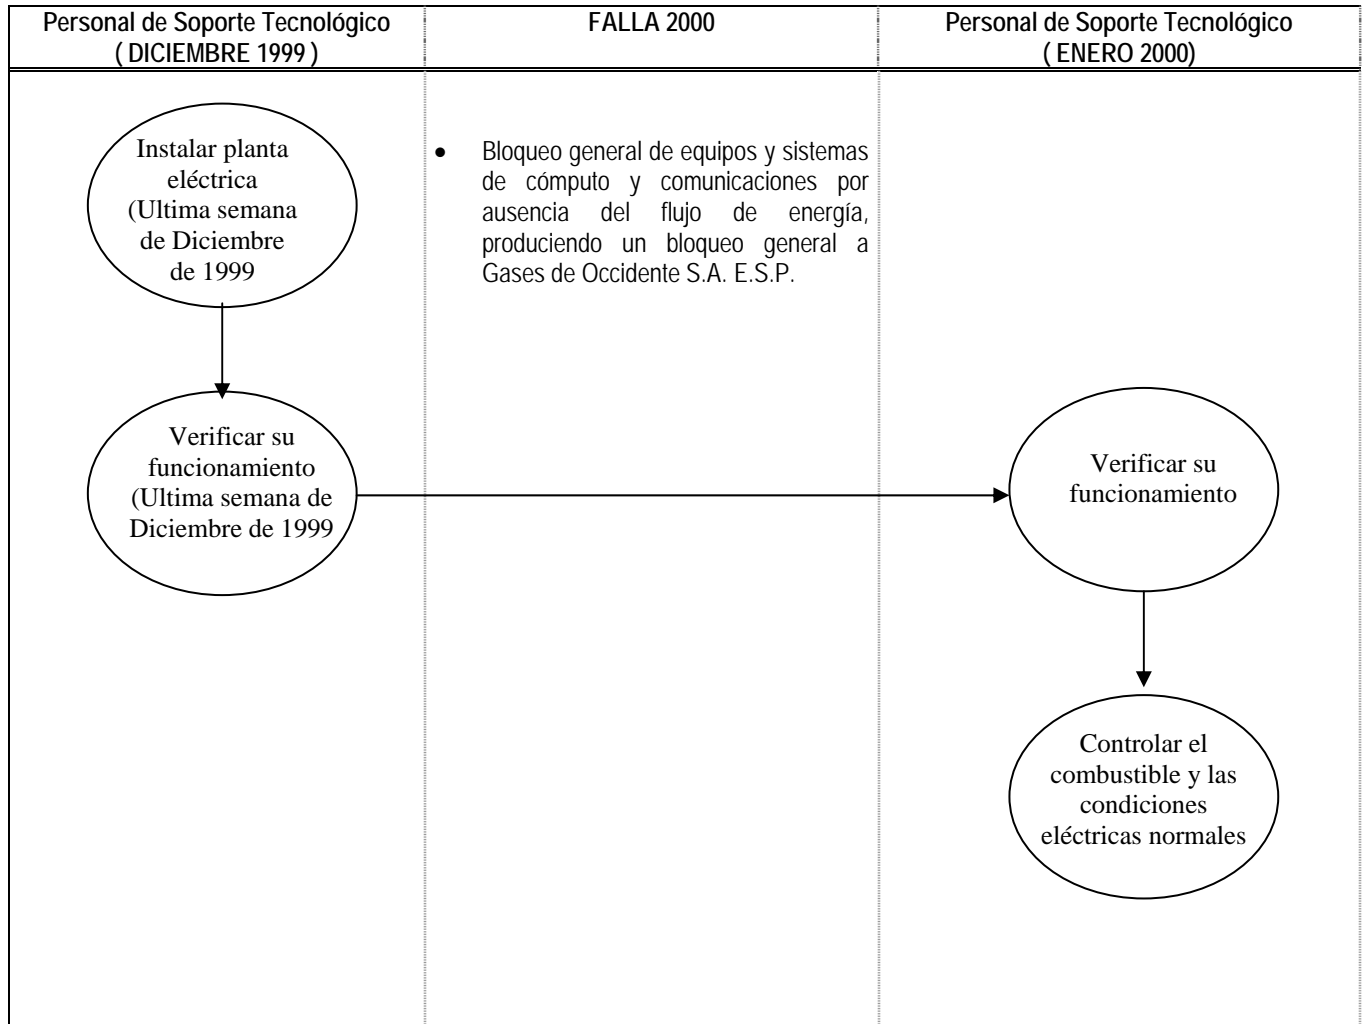 Personal de Soporte Tecnológico
( DICIEMBRE 1999 )
FALLA 2000
Personal de Soporte Tecnológico
( ENERO 2000)
Instalar planta
eléctrica
(Ultima semana
de Diciembre
de 1999
• Bloqueo general de equipos y sistemas
de cómputo y comunicaciones por
ausencia del flujo de energía,
produciendo un bloqueo general a
Gases de Occidente S.A. E.S.P.
Verificar su
funcionamiento
(Ultima semana de
Diciembre de 1999
Verificar su
funcionamiento
Controlar el
combustible y las
condiciones
eléctricas normales